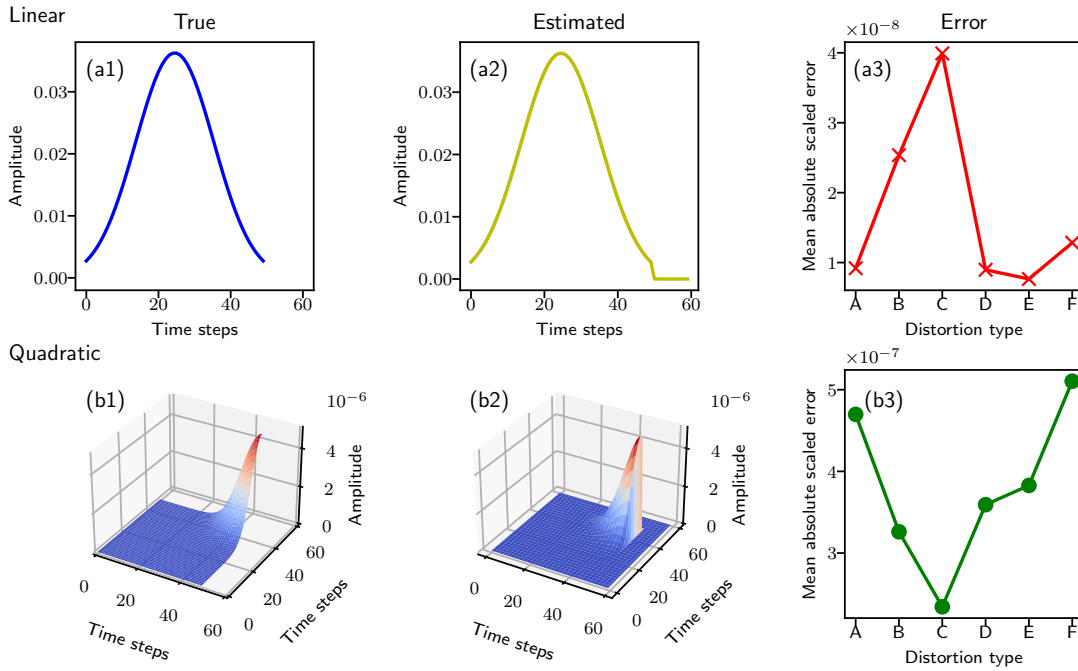 Linear
True
Estimated
Error
(a1)
0.03
0.02
0.01
0.00
0
20
40
60
Amplitude
Time steps
(a2)
0.03
0.02
0.01
0.00
0
20
40
60
Amplitude
Time steps
×10⁻⁸
(a3)
4
3
2
1
A
B
C
D
E
F
Mean absolute scaled error
Distortion type
Quadratic
(b1)
10⁻⁶
4
2
0
Amplitude
0
20
40
60
Time steps
0
20
40
60
Time steps
(b2)
10⁻⁶
4
2
0
Amplitude
0
20
40
60
Time steps
0
20
40
60
Time steps
×10⁻⁷
(b3)
5
4
3
A
B
C
D
E
F
Mean absolute scaled error
Distortion type